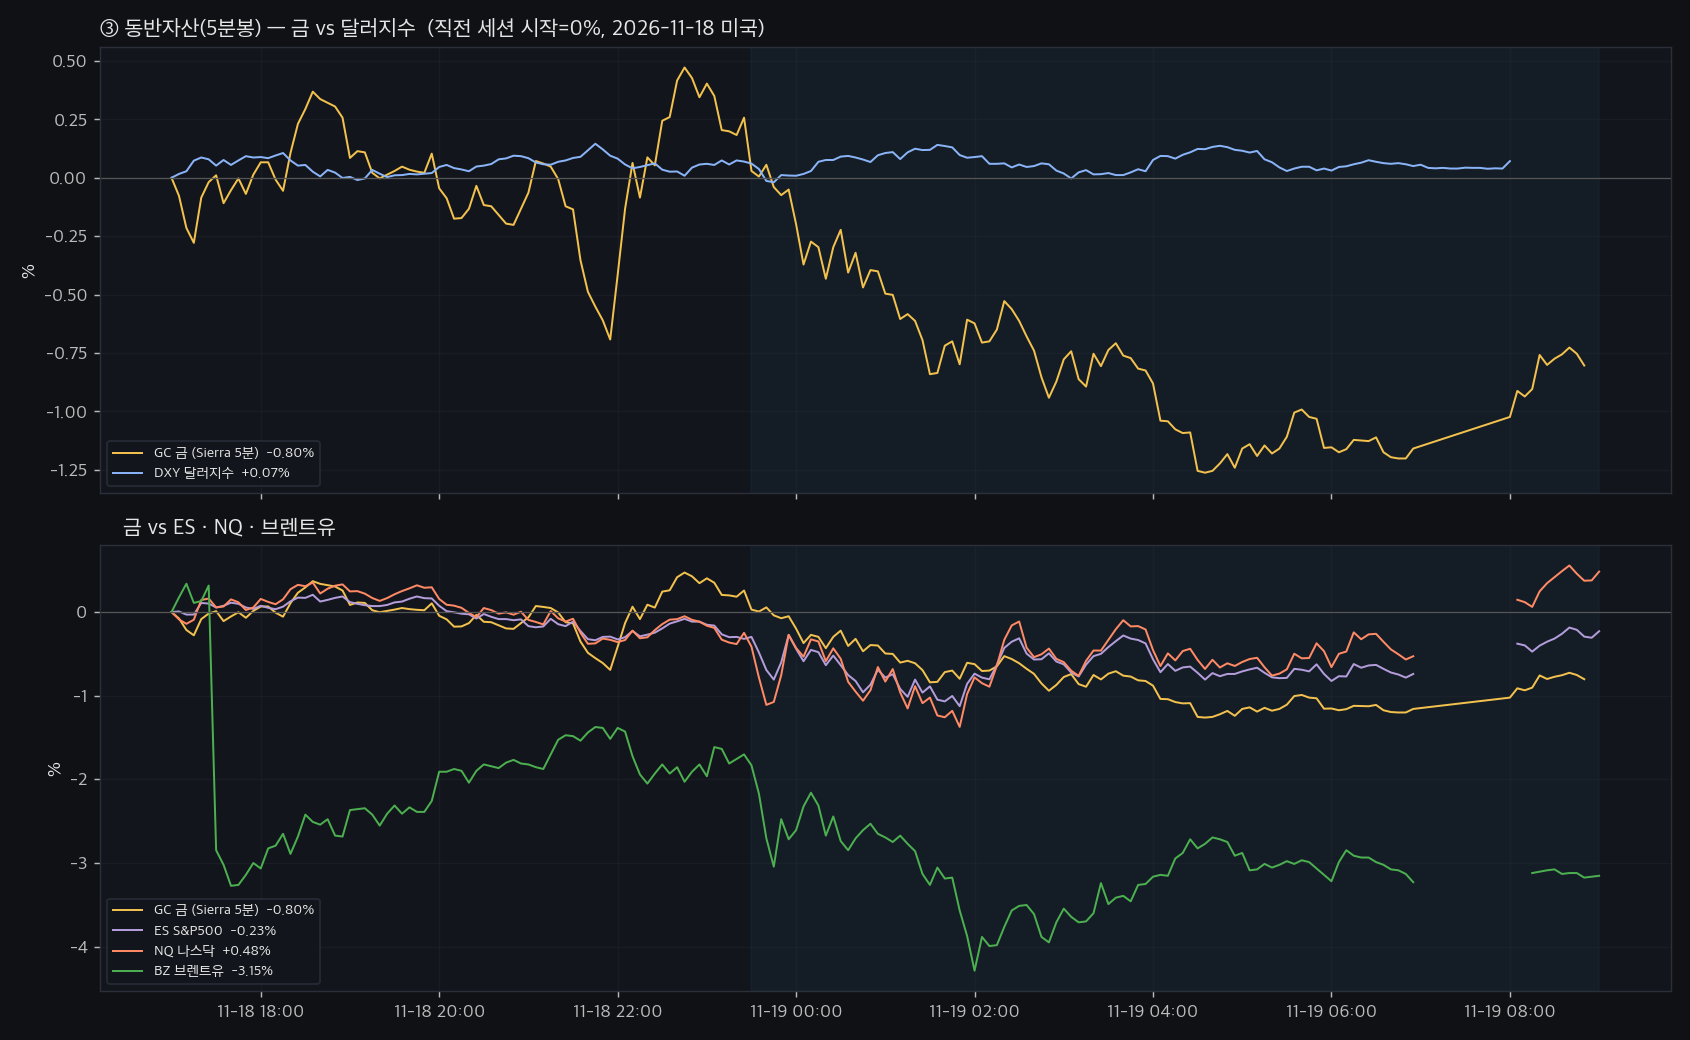 ③ 동반자산(5분봉) — 금 vs 달러지수  (직전 세션 시작=0%, 2026-11-18 미국)
0.50
0.25
0.00
-0.25
-0.50
-0.75
-1.00
-1.25
%
GC 금 (Sierra 5분)  -0.80%
DXY 달러지수  +0.07%
금 vs ES · NQ · 브렌트유
0
-1
-2
-3
-4
%
GC 금 (Sierra 5분)  -0.80%
ES S&P500  -0.23%
NQ 나스닥  +0.48%
BZ 브렌트유  -3.15%
11-18 18:00
11-18 20:00
11-18 22:00
11-19 00:00
11-19 02:00
11-19 04:00
11-19 06:00
11-19 08:00